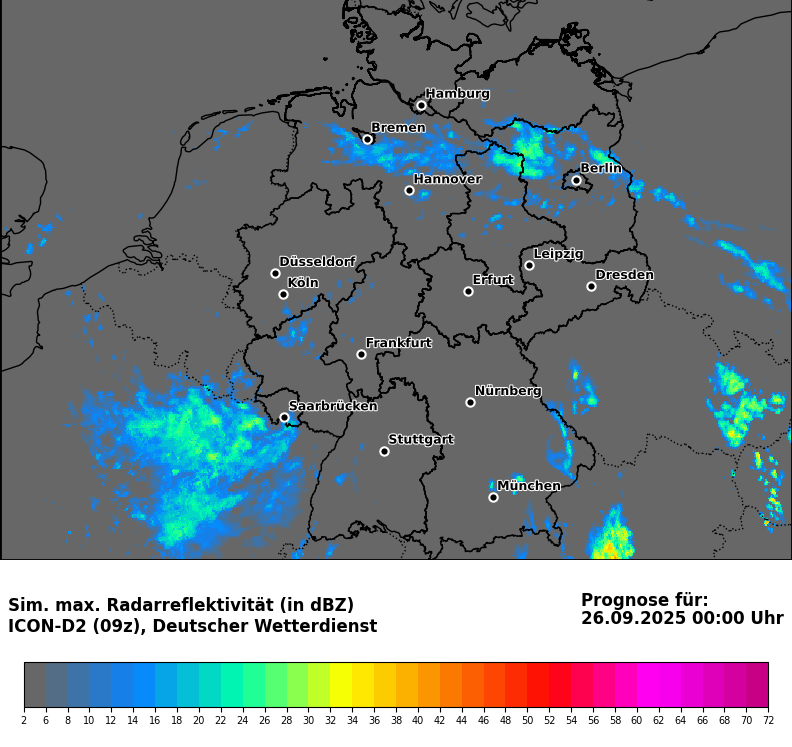 Hamburg
Bremen
Berlin
Hannover
Düsseldorf
Leipzig
Köln
Erfurt
Dresden
Frankfurt
Nürnberg
Saarbrücken
Stuttgart
München
Sim. max. Radarreflektivität (in dBZ)
ICON-D2 (09z), Deutscher Wetterdienst
Prognose für:
26.09.2025 00:00 Uhr
2 6 8 10 12 14 16 18 20 22 24 26 28 30 32 34 36 38 40 42 44 46 48 50 52 54 56 58 60 62 64 66 68 70 72